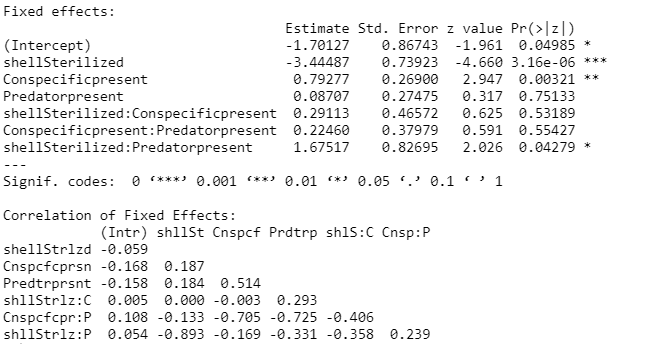 Fixed effects:
Estimate Std. Error z value Pr(>|z|)
(Intercept) -1.70127 0.86743 -1.961 0.04985 *
shellSterilized -3.44487 0.73923 -4.660 3.16e-06 ***
Conspecificpresent 0.79277 0.26900 2.947 0.00321 **
Predatorpresent 0.08707 0.27475 0.317 0.75133
shellSterilized:Conspecificpresent 0.29113 0.46572 0.625 0.53189
Conspecificpresent:Predatorpresent 0.22460 0.37979 0.591 0.55427
shellSterilized:Predatorpresent 1.67517 0.82695 2.026 0.04279 *
---
Signif. codes: 0 ‘***’ 0.001 ‘**’ 0.01 ‘*’ 0.05 ‘.’ 0.1 ‘ ’ 1
Correlation of Fixed Effects:
(Intr) shllSt Cnspcf Prdtrp shlS:C Cnsp:P
shellStrlzd -0.059
Cnspcfcprsn -0.168 0.187
Predtrprsnt -0.158 0.184 0.514
shllStrlz:C 0.005 0.000 -0.003 0.293
Cnspcfcpr:P 0.108 -0.133 -0.705 -0.725 -0.406
shllStrlz:P 0.054 -0.893 -0.169 -0.331 -0.358 0.239